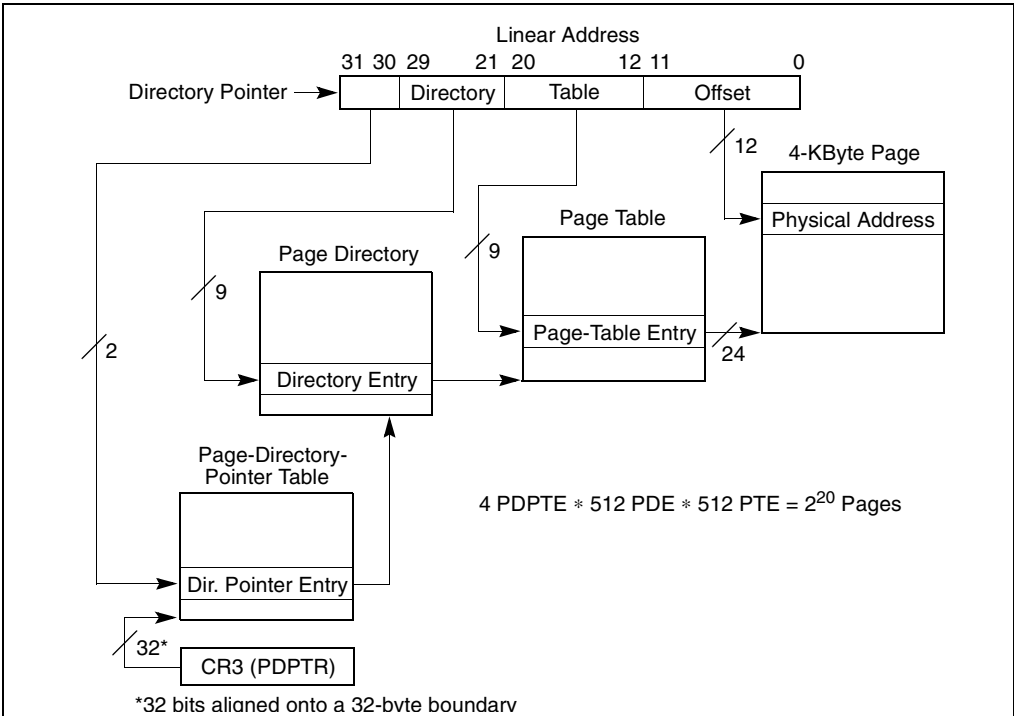 Linear Address
31 30 29 21 20 12 11 0
Directory Pointer Directory Table Offset
12
4-KByte Page
Physical Address
Page Table
9
Page-Table Entry
24
Page Directory
9
Directory Entry
2
Page-Directory-
Pointer Table
Dir. Pointer Entry
4 PDPTE * 512 PDE * 512 PTE = 2²⁰ Pages
32*
CR3 (PDPTR)
*32 bits aligned onto a 32-byte boundary